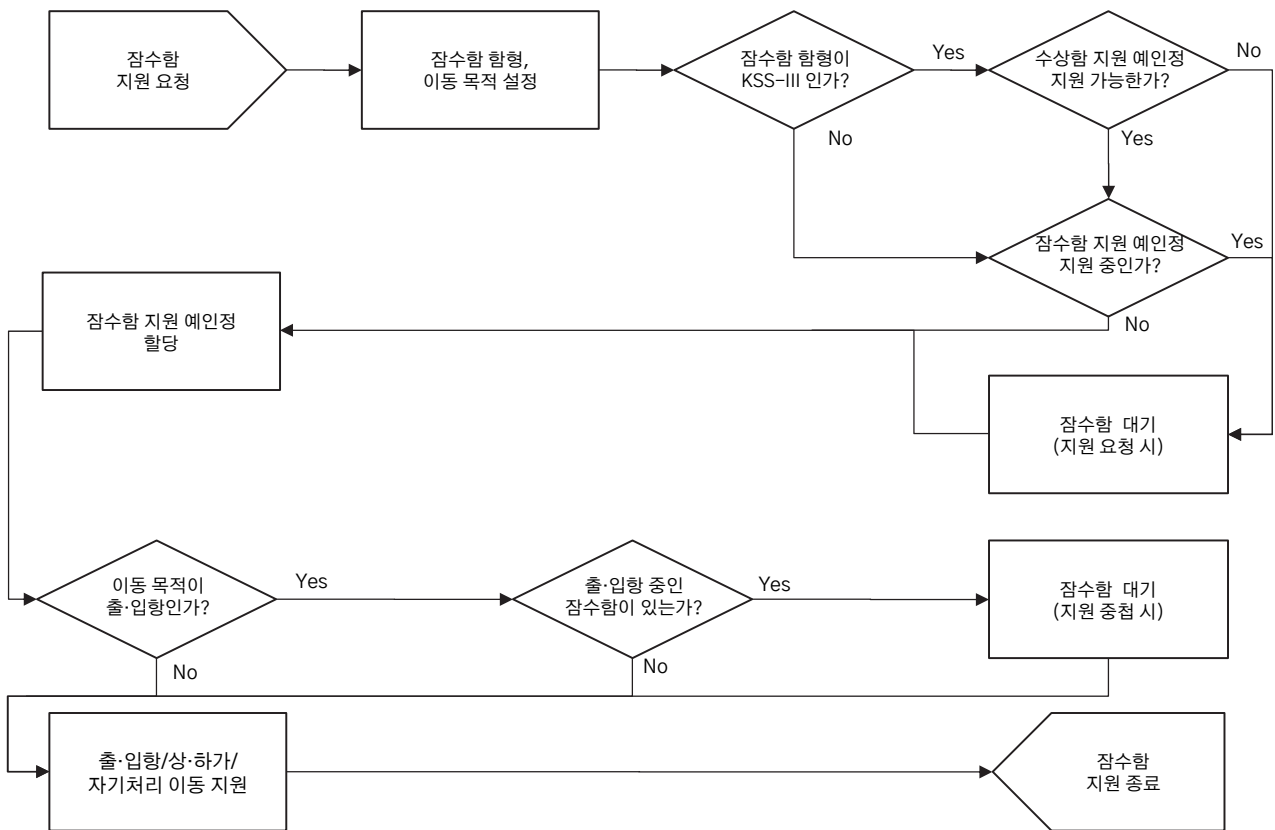 잠수함
지원 요청
잠수함 함형,
이동 목적 설정
잠수함 함형이
KSS-III 인가?
Yes
수상함 지원 예인정
지원 가능한가?
No
No
Yes
잠수함 지원 예인정
지원 중인가?
Yes
No
잠수함 지원 예인정
할당
잠수함 대기
(지원 요청 시)
이동 목적이
출·입항인가?
Yes
출·입항 중인
잠수함이 있는가?
Yes
잠수함 대기
(지원 중첩 시)
No
No
출·입항/상·하가/
자기처리 이동 지원
잠수함
지원 종료